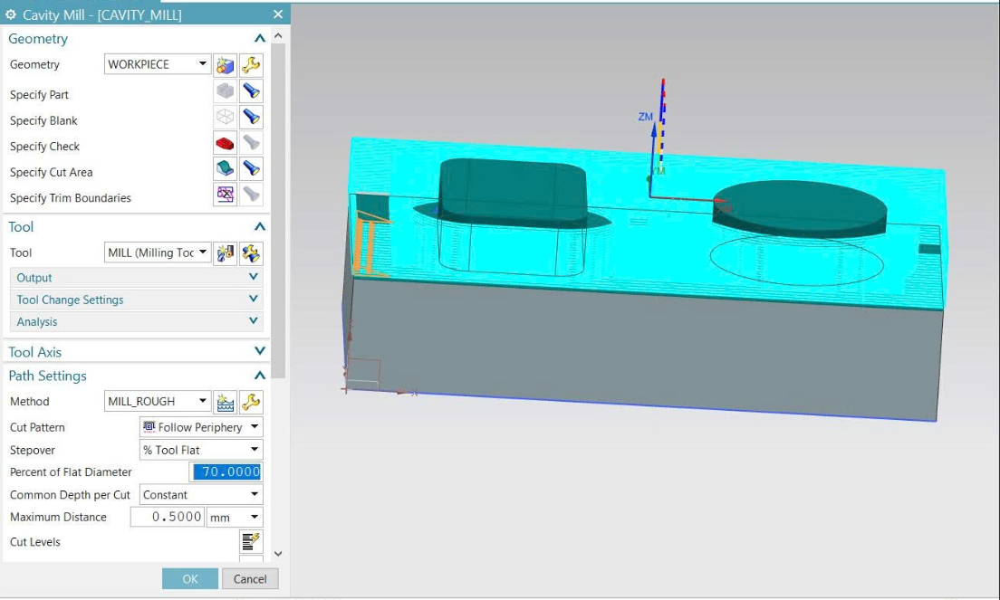 Cavity Mill - [CAVITY_MILL]
Geometry
Geometry WORKPIECE
Specify Part
Specify Blank
Specify Check
Specify Cut Area
Specify Trim Boundaries
Tool
Tool MILL (Milling Toc
Output
Tool Change Settings
Analysis
Tool Axis
Path Settings
Method MILL_ROUGH
Cut Pattern Follow Periphery
Stepover % Tool Flat
Percent of Flat Diameter 70.0000
Common Depth per Cut Constant
Maximum Distance 0.5000 mm
Cut Levels
OK Cancel
ZM
YM
X